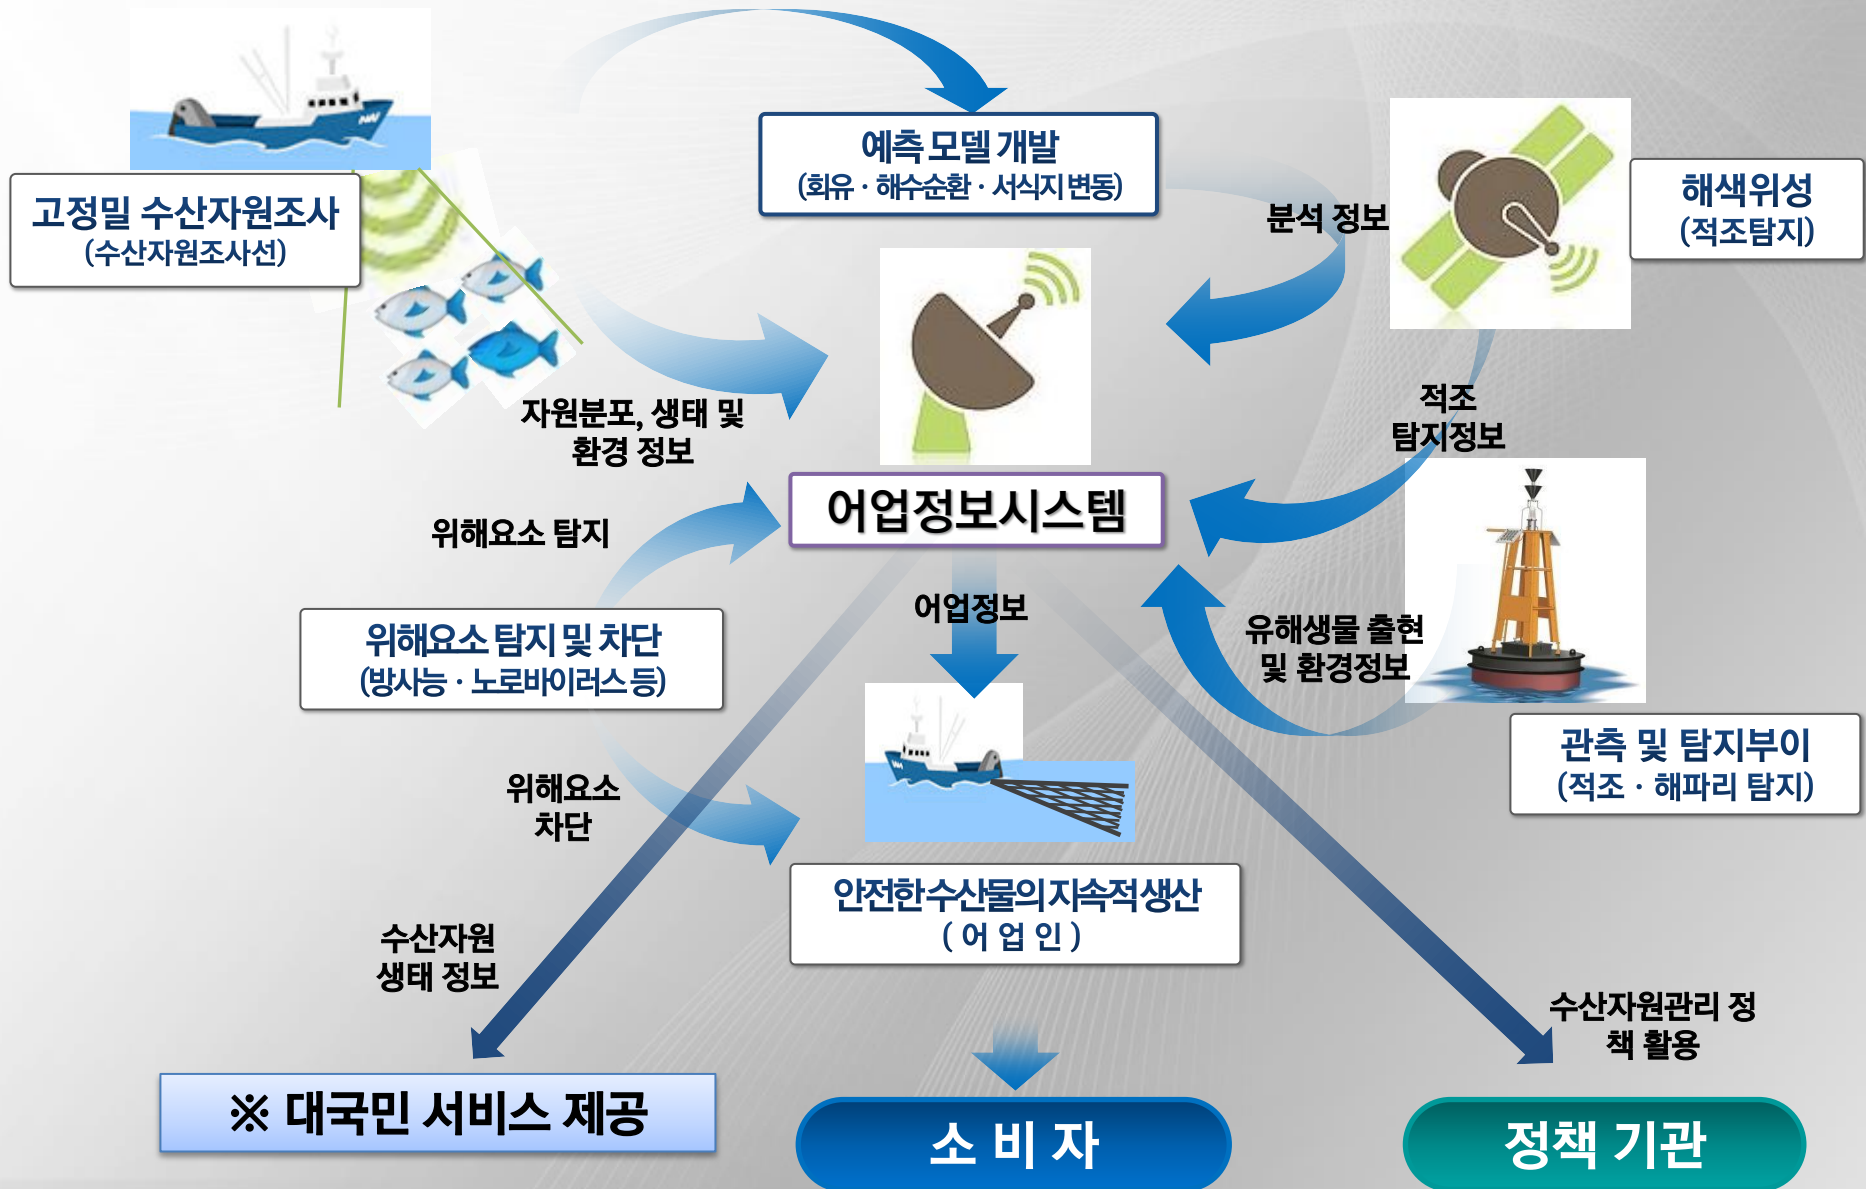 예측 모델 개발
(회유 · 해수순환 · 서식지 변동)
고정밀 수산자원조사
(수산자원조사선)
해색위성
(적조탐지)
분석 정보
자원분포, 생태 및
환경 정보
적조
탐지정보
어업정보시스템
위해요소 탐지
어업정보
유해생물 출현
및 환경정보
위해요소 탐지 및 차단
(방사능 · 노로바이러스 등)
관측 및 탐지부이
(적조 · 해파리 탐지)
위해요소
차단
안전한 수산물의 지속적 생산
( 어 업 인 )
수산자원
생태 정보
수산자원관리 정
책 활용
※ 대국민 서비스 제공
소 비 자
정책 기관